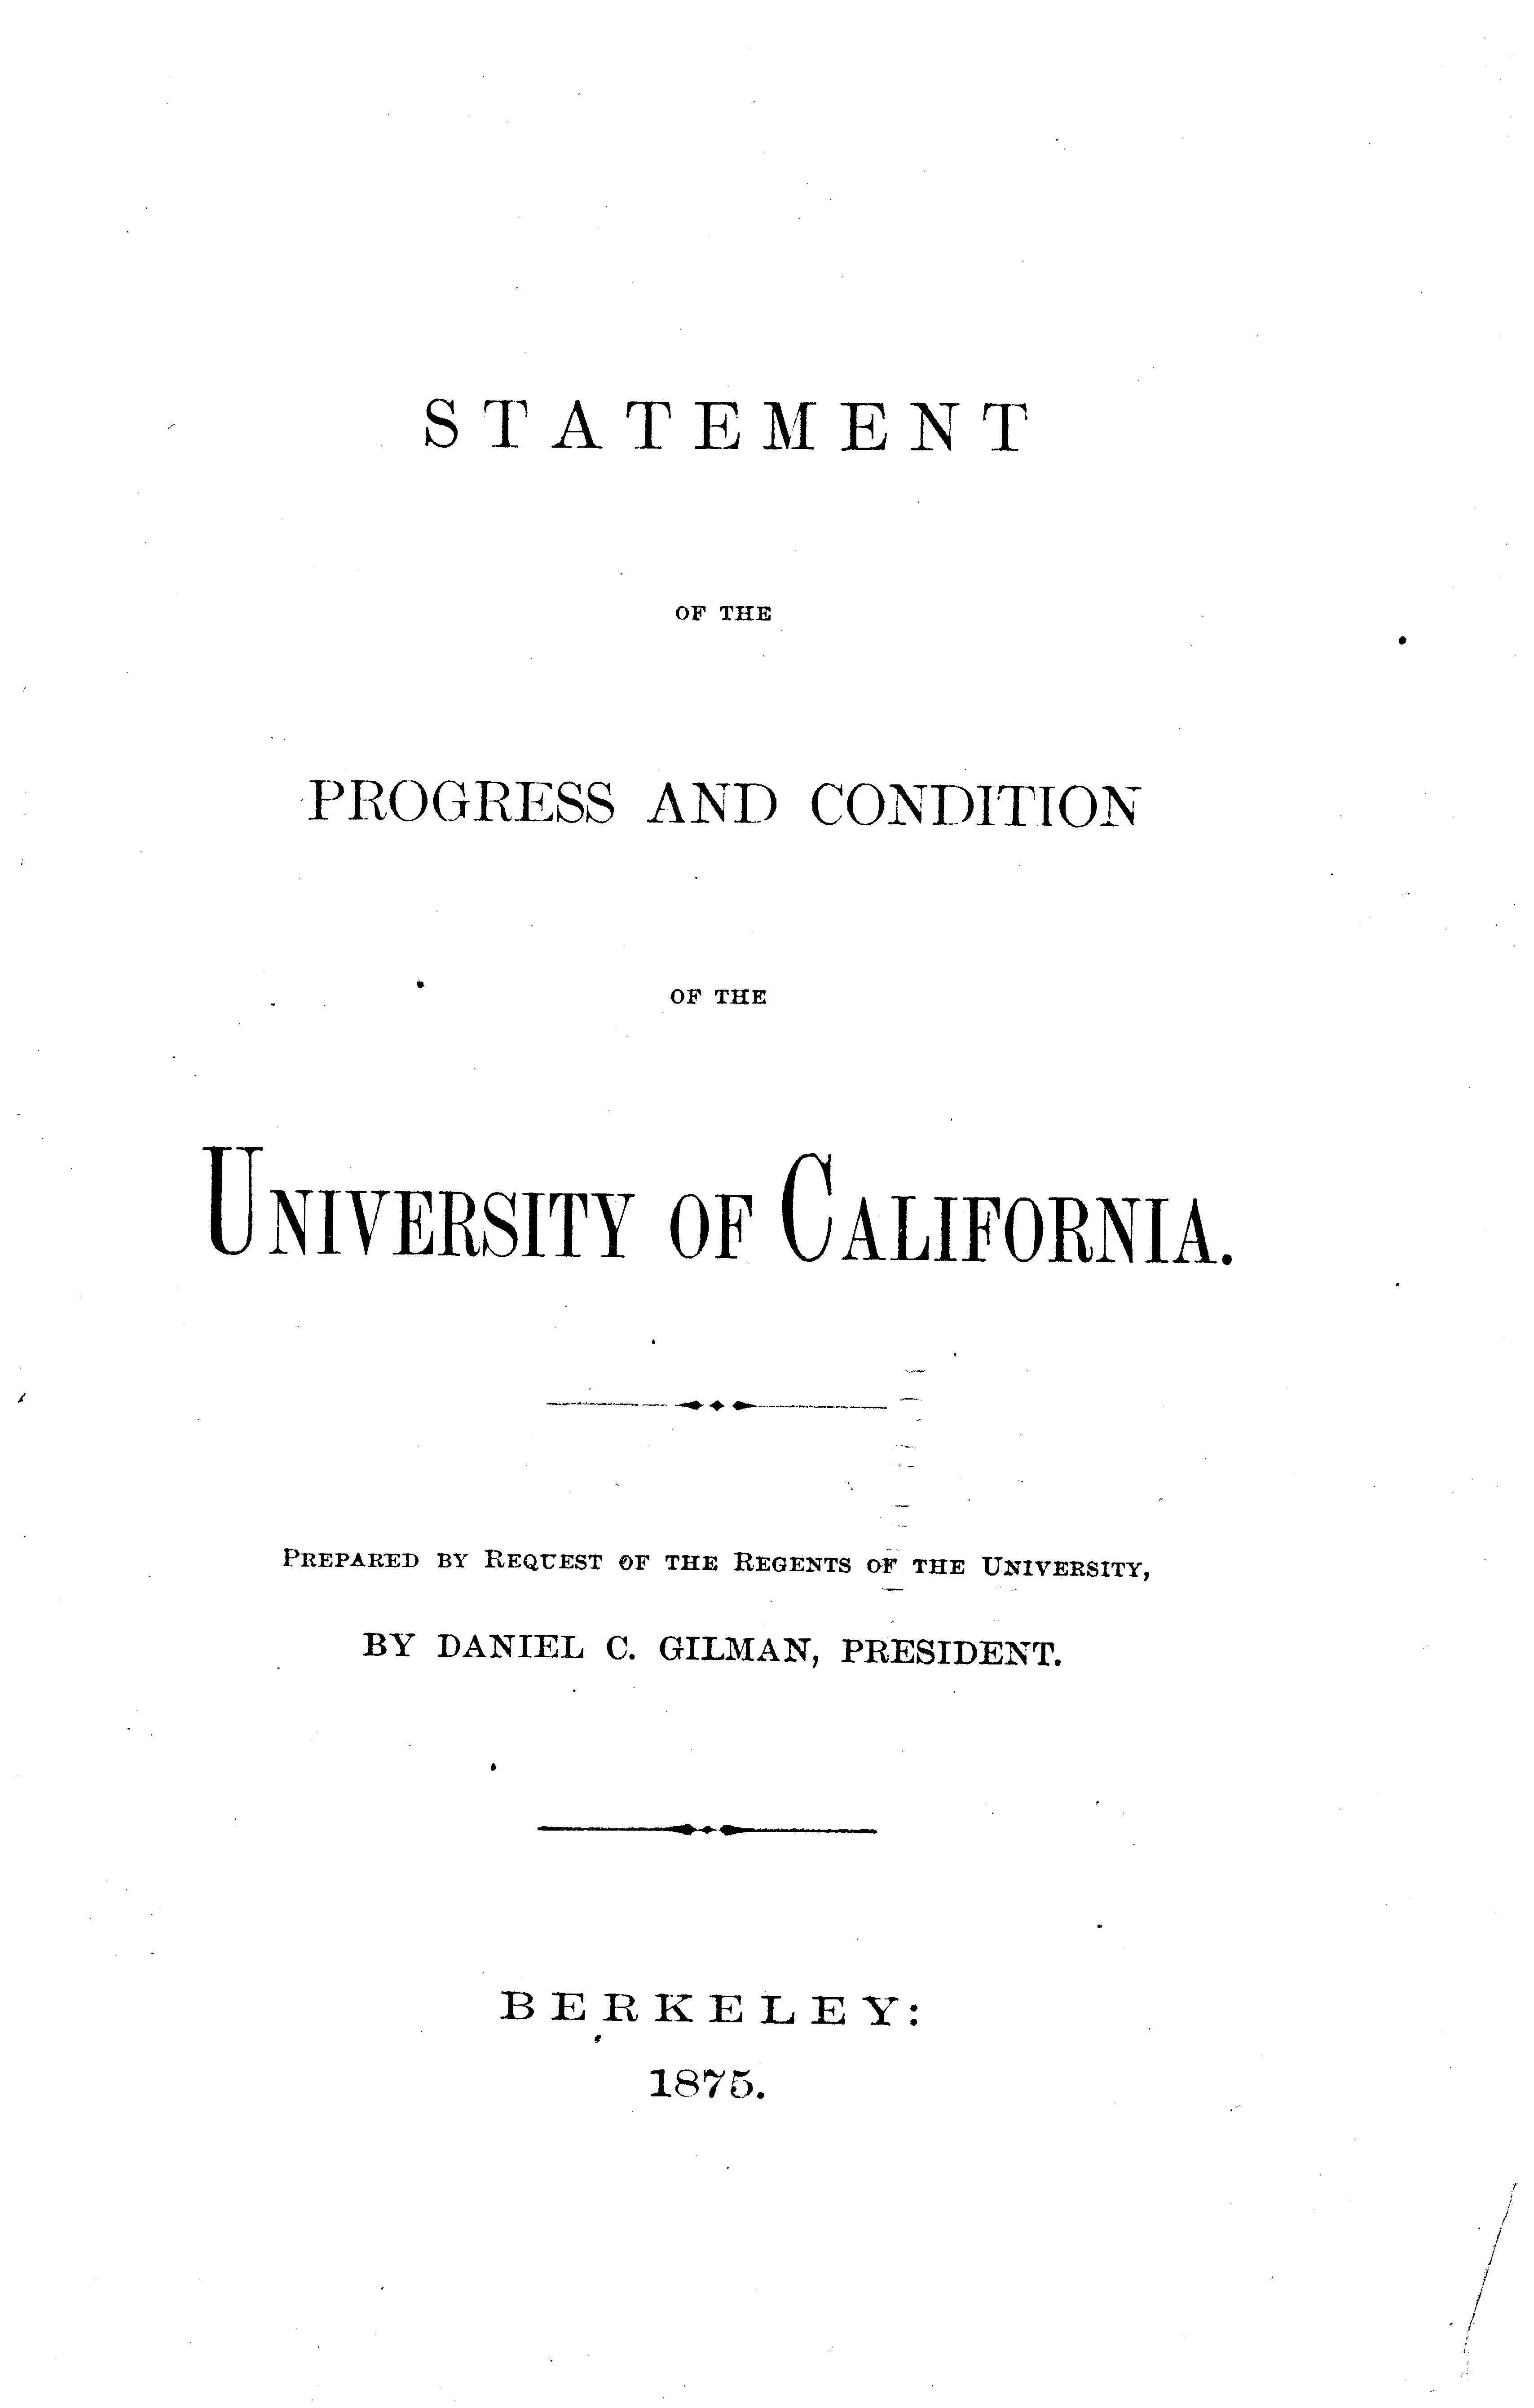 STATEMENT
OF THE
PROGRESS AND CONDITION
OF THE
UNIVERSITY OF CALIFORNIA.
PREPARED BY REQUEST OF THE REGENTS OF THE UNIVERSITY,
BY DANIEL C. GILMAN, PRESIDENT.
BERKELEY:
1875.